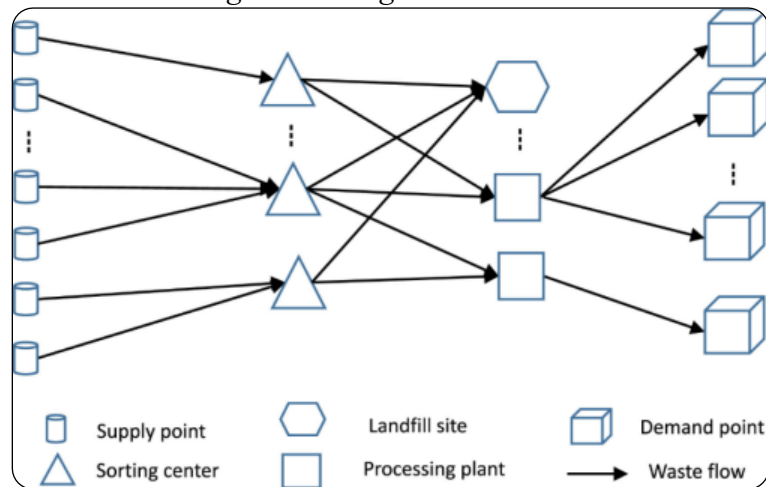 Supply point
Landfill site
Demand point
Sorting center
Processing plant
Waste flow